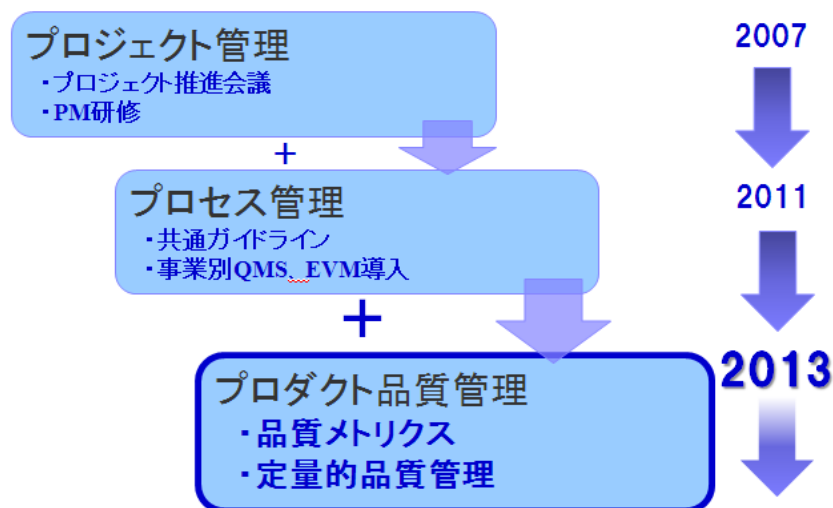 プロジェクト管理
・プロジェクト推進会議
・PM研修
2007
+
プロセス管理
・共通ガイドライン
・事業別QMS、EVM導入
2011
+
プロダクト品質管理
・品質メトリクス
・定量的品質管理
2013